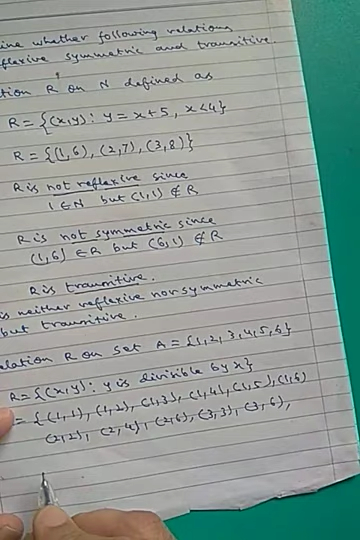 ine whether following relations
flexive symmetric and transitive.
tion R on N defined as
R = {(x,y): y = x+5, x<4}
R = {(1,6), (2,7), (3,8)}
R is not reflexive since
1 ∈ N but (1,1) ∉ R
R is not symmetric since
(1,6) ∈ R but (6,1) ∉ R
R is transitive.
is neither reflexive nor symmetric
but transitive.
elation R on set A = {1,2,3,4,5,6}
R = {(x,y): y is divisible by x}
= {(1,1), (1,2), (1,3), (1,4), (1,5), (1,6)
(2,2), (2,4), (2,6), (3,3), (3,6),